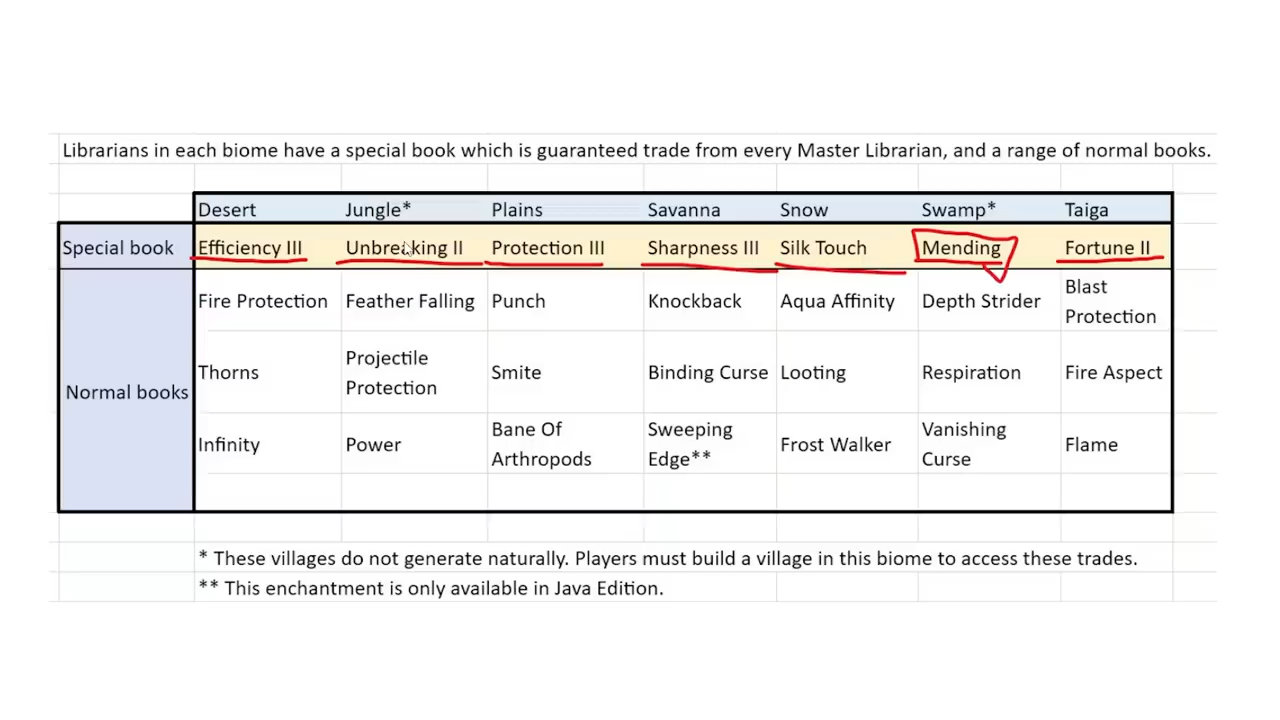 Librarians in each biome have a special book which is guaranteed trade from every Master Librarian, and a range of normal books.
Desert Jungle* Plains Savanna Snow Swamp* Taiga
Special book Efficiency III Unbreaking II Protection III Sharpness III Silk Touch Mending Fortune II
Normal books
Fire Protection Feather Falling Punch Knockback Aqua Affinity Depth Strider Blast
Protection
Thorns Projectile
Protection Smite Binding Curse Looting Respiration Fire Aspect
Infinity Power Bane Of
Arthropods Sweeping
Edge** Frost Walker Vanishing
Curse Flame
* These villages do not generate naturally. Players must build a village in this biome to access these trades.
** This enchantment is only available in Java Edition.